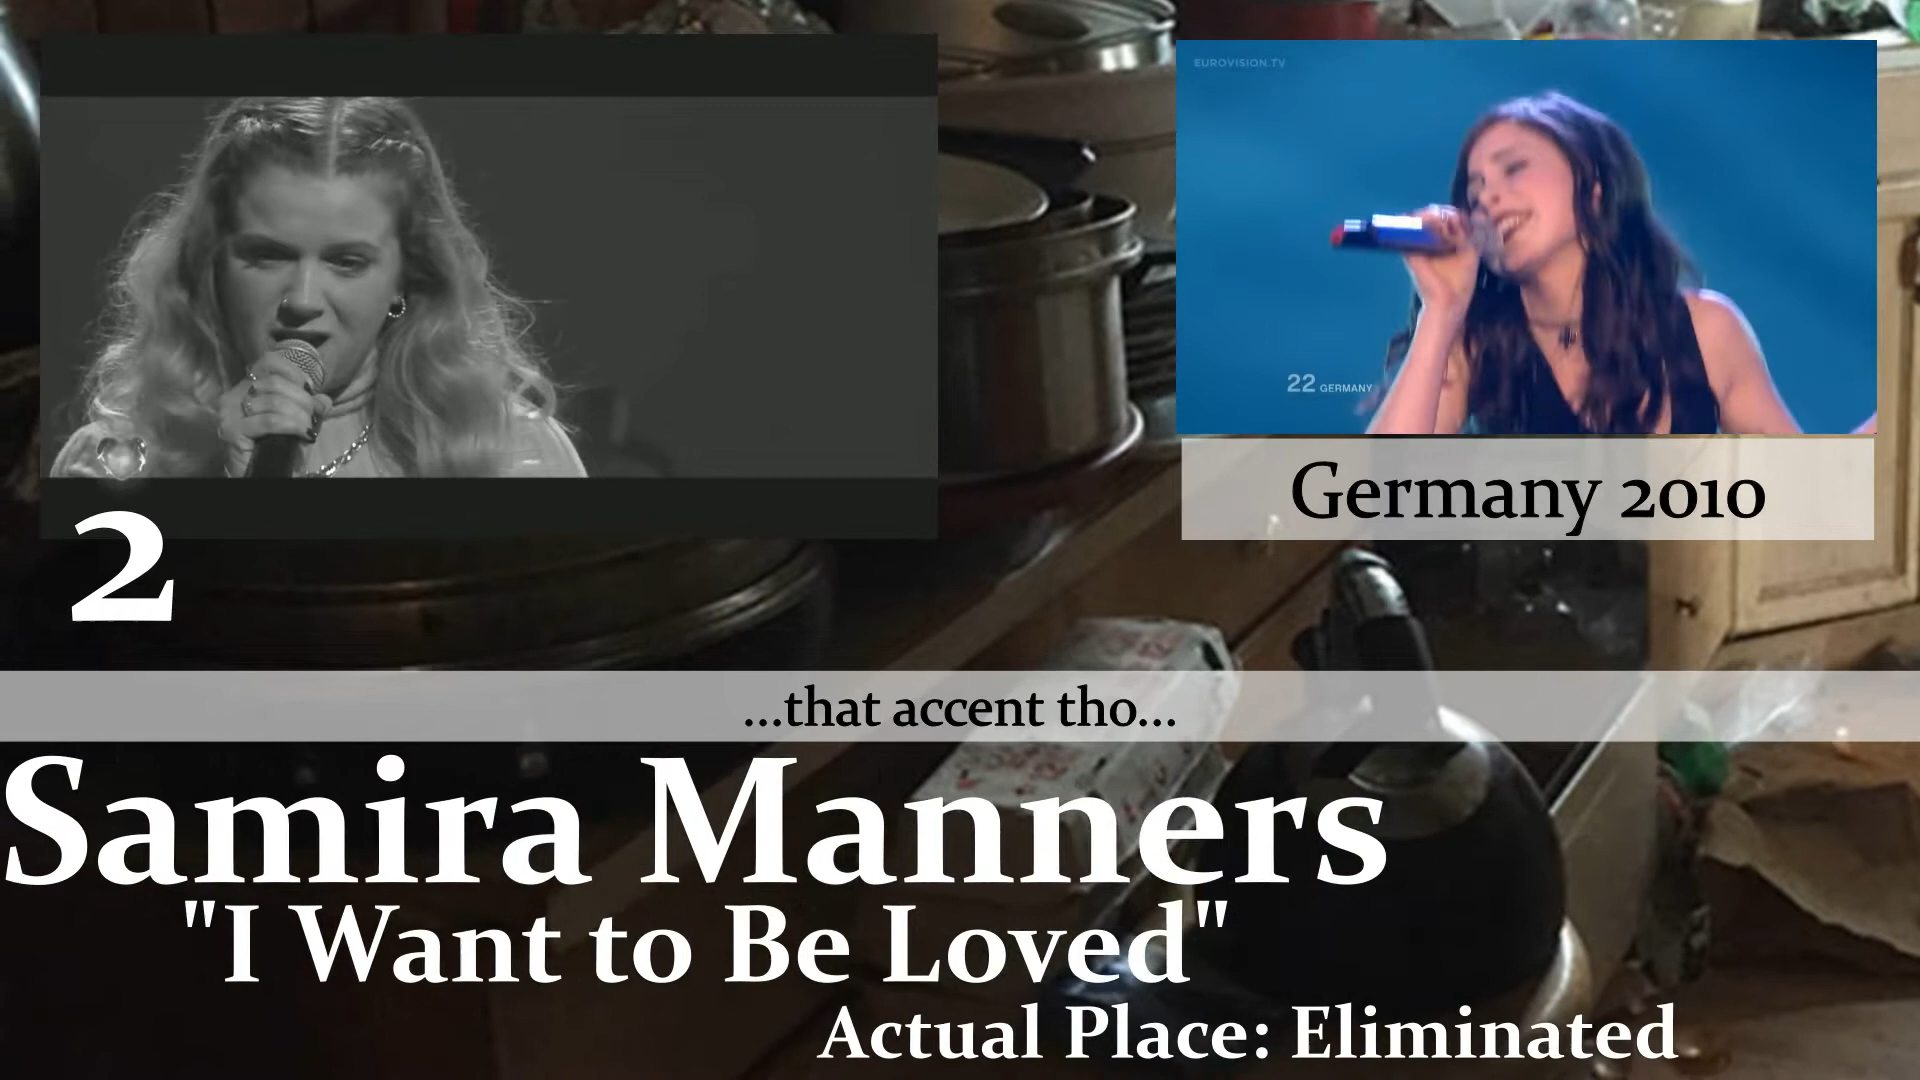 EUROVISION.TV
22 GERMANY
Germany 2010
2
...that accent tho...
Samira Manners
"I Want to Be Loved"
Actual Place: Eliminated